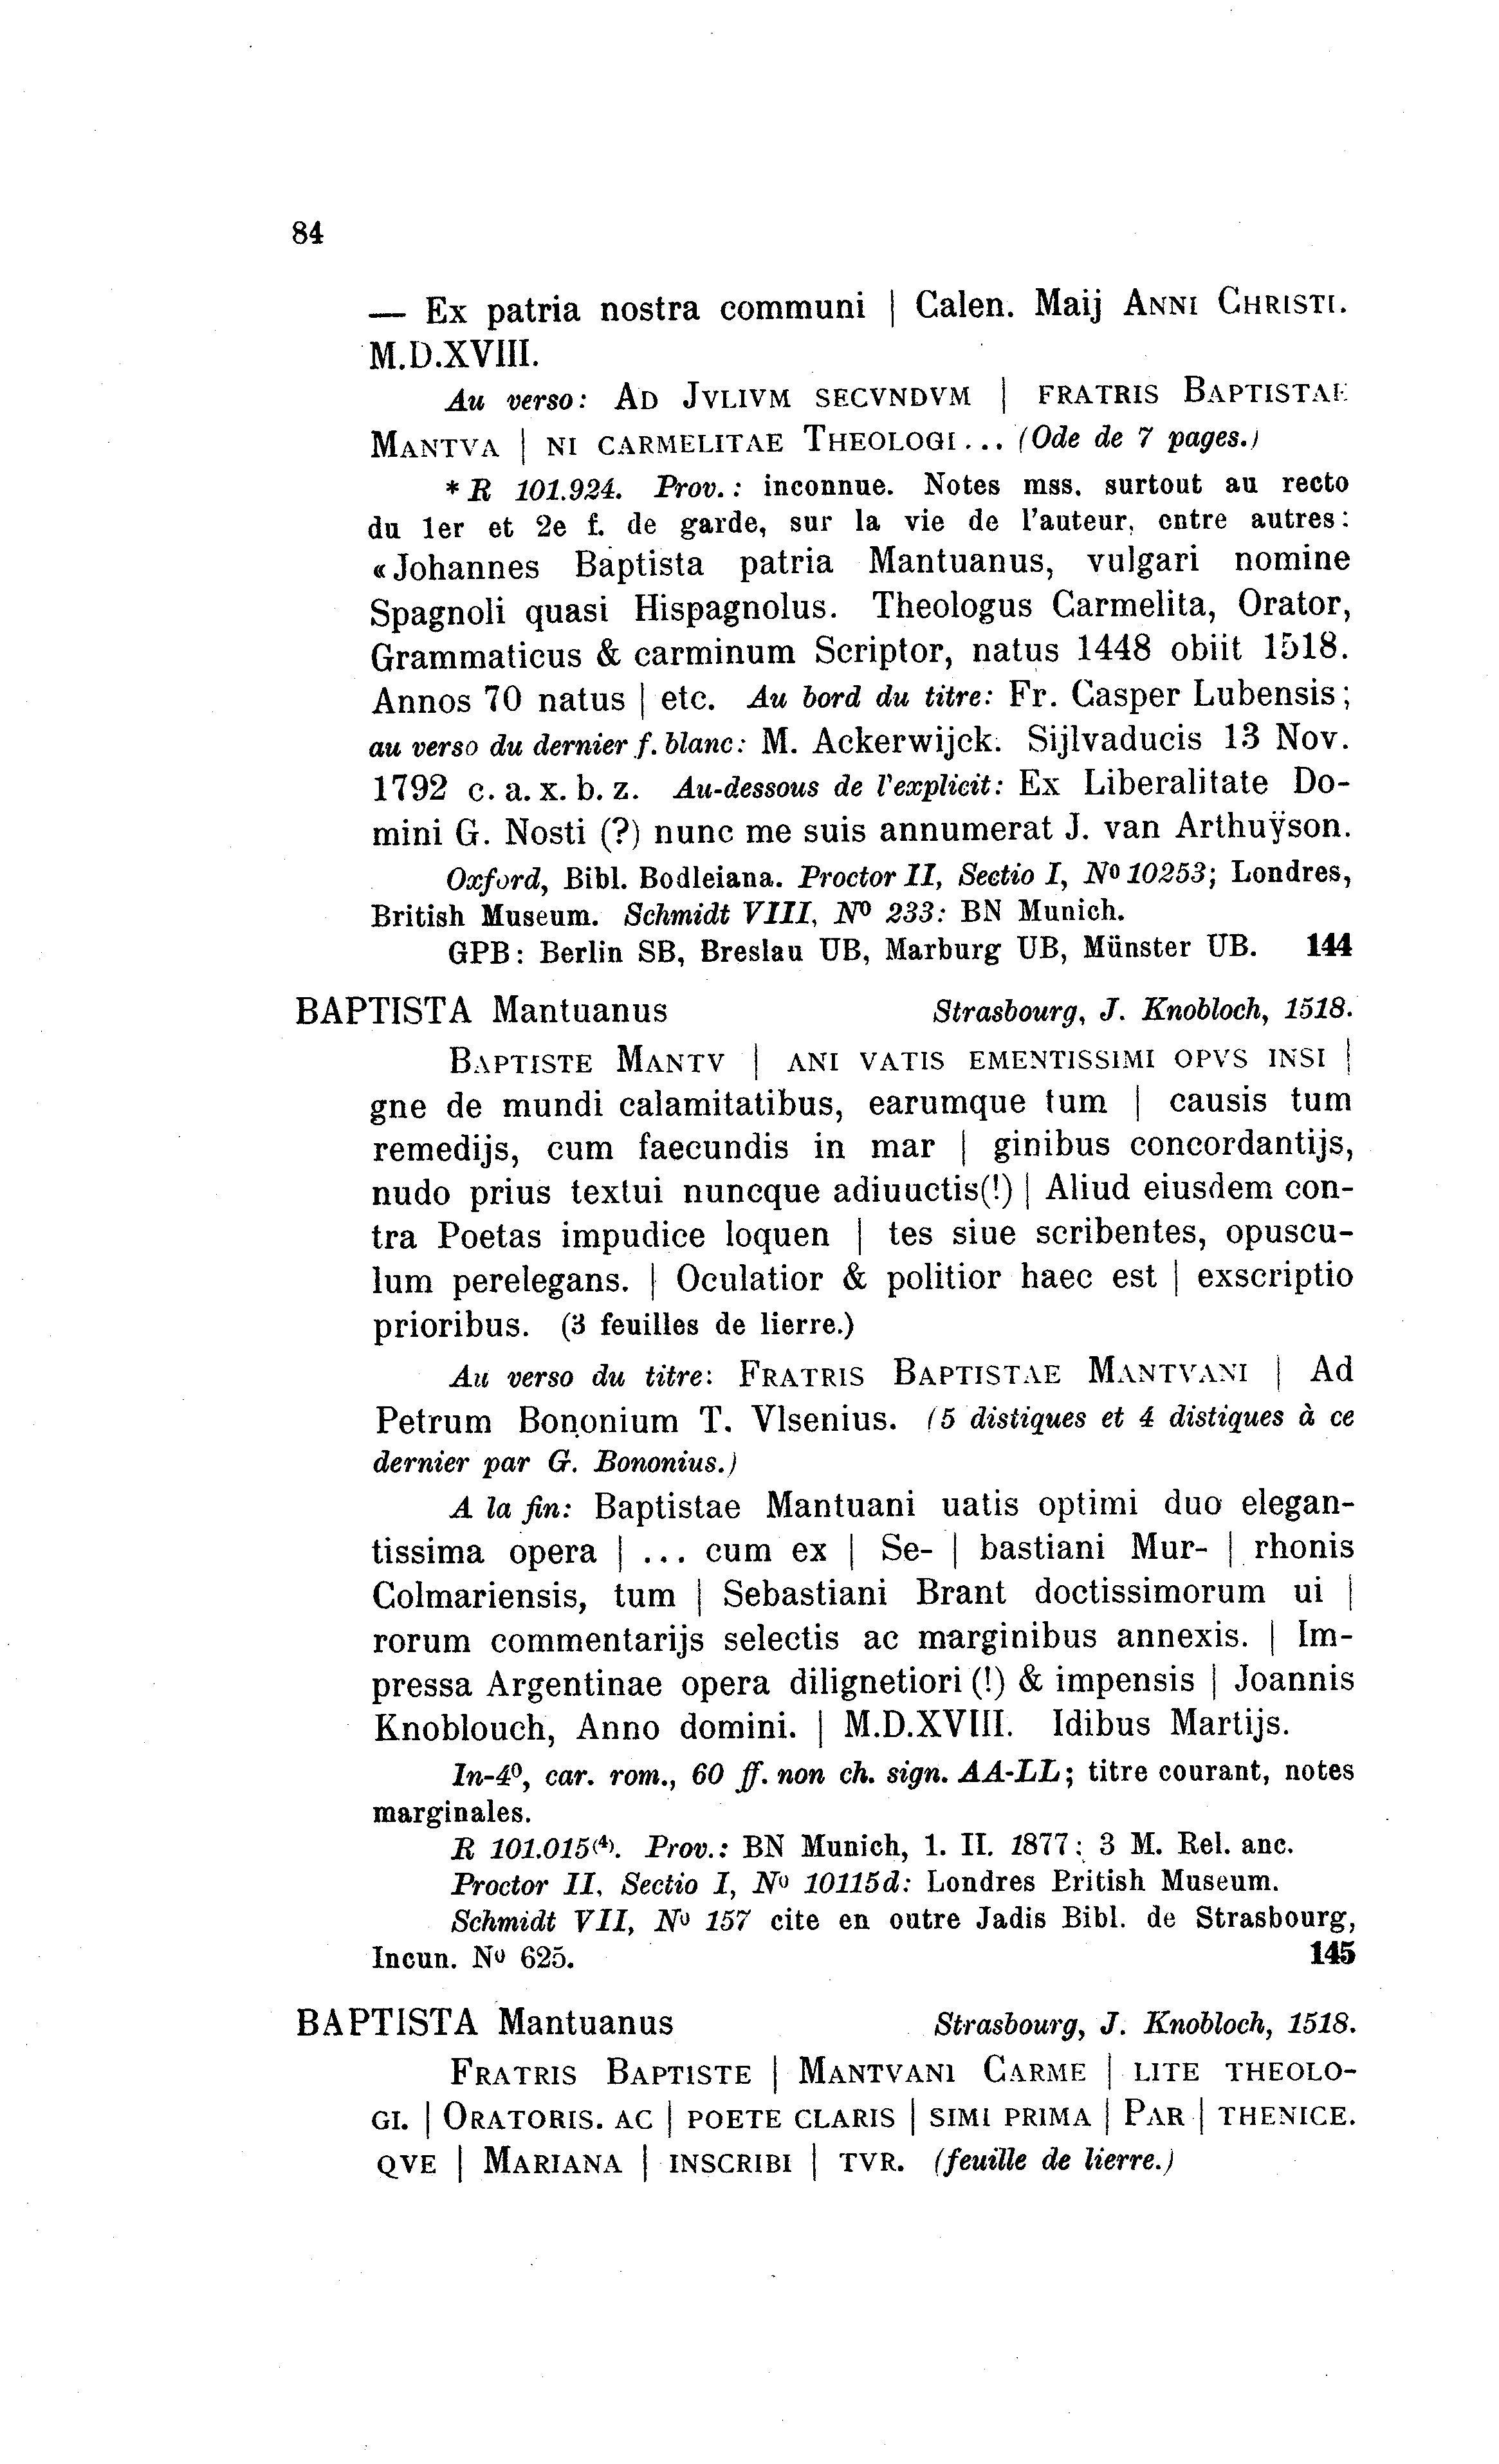 84
— Ex patria nostra communi | Calen. Maij ANNI CHRISTI.
M.D.XVIII.
Au verso: AD JVLIVM SECVNDVM | FRATRIS BAPTISTAE
MANTVA | NI CARMELITAE THEOLOGI... (Ode de 7 pages.)
* R 101.924. Prov.: inconnue. Notes mss. surtout au recto
du 1er et 2e f. de garde, sur la vie de l'auteur, entre autres:
«Johannes Baptista patria Mantuanus, vulgari nomine
Spagnoli quasi Hispagnolus. Theologus Carmelita, Orator,
Grammaticus & carminum Scriptor, natus 1448 obiit 1518.
Annos 70 natus | etc. Au bord du titre: Fr. Casper Lubensis;
au verso du dernier f. blanc: M. Ackerwijck. Sijlvaducis 13 Nov.
1792 c. a. x. b. z. Au-dessous de l'explicit: Ex Liberalitate Do-
mini G. Nosti (?) nunc me suis annumerat J. van Arthuÿson.
Oxford, Bibl. Bodleiana. Proctor II, Sectio I, Nº 10253; Londres,
British Museum. Schmidt VIII, Nº 233: BN Munich.
GPB: Berlin SB, Breslau UB, Marburg UB, Münster UB. 144
BAPTISTA Mantuanus Strasbourg, J. Knobloch, 1518.
BAPTISTE MANTV | ANI VATIS EMENTISSIMI OPVS INSI |
gne de mundi calamitatibus, earumque tum | causis tum
remedijs, cum faecundis in mar | ginibus concordantijs,
nudo prius textui nuncque adiuuctis(!) | Aliud eiusdem con-
tra Poetas impudice loquen | tes siue scribentes, opuscu-
lum perelegans. | Oculatior & politior haec est | exscriptio
prioribus. (3 feuilles de lierre.)
Au verso du titre: FRATRIS BAPTISTAE MANTVANI | Ad
Petrum Bononium T. Vlsenius. (5 distiques et 4 distiques à ce
dernier par G. Bononius.)
A la fin: Baptistae Mantuani uatis optimi duo elegan-
tissima opera | ... cum ex | Se- | bastiani Mur- | rhonis
Colmariensis, tum | Sebastiani Brant doctissimorum ui |
rorum commentarijs selectis ac marginibus annexis. | Im-
pressa Argentinae opera dilignetiori (!) & impensis | Joannis
Knoblouch, Anno domini. | M.D.XVIII. Idibus Martijs.
In-4º, car. rom., 60 ff. non ch. sign. AA-LL; titre courant, notes
marginales.
R 101.015(4). Prov.: BN Munich, 1. II. 1877; 3 M. Rel. anc.
Proctor II, Sectio I, Nº 10115d: Londres British Museum.
Schmidt VII, Nº 157 cite en outre Jadis Bibl. de Strasbourg,
Incun. Nº 625. 145
BAPTISTA Mantuanus Strasbourg, J. Knobloch, 1518.
FRATRIS BAPTISTE | MANTVANI CARME | LITE THEOLO-
GI. | ORATORIS. AC | POETE CLARIS | SIMI PRIMA | PAR | THENICE.
QVE | MARIANA | INSCRIBI | TVR. (feuille de lierre.)